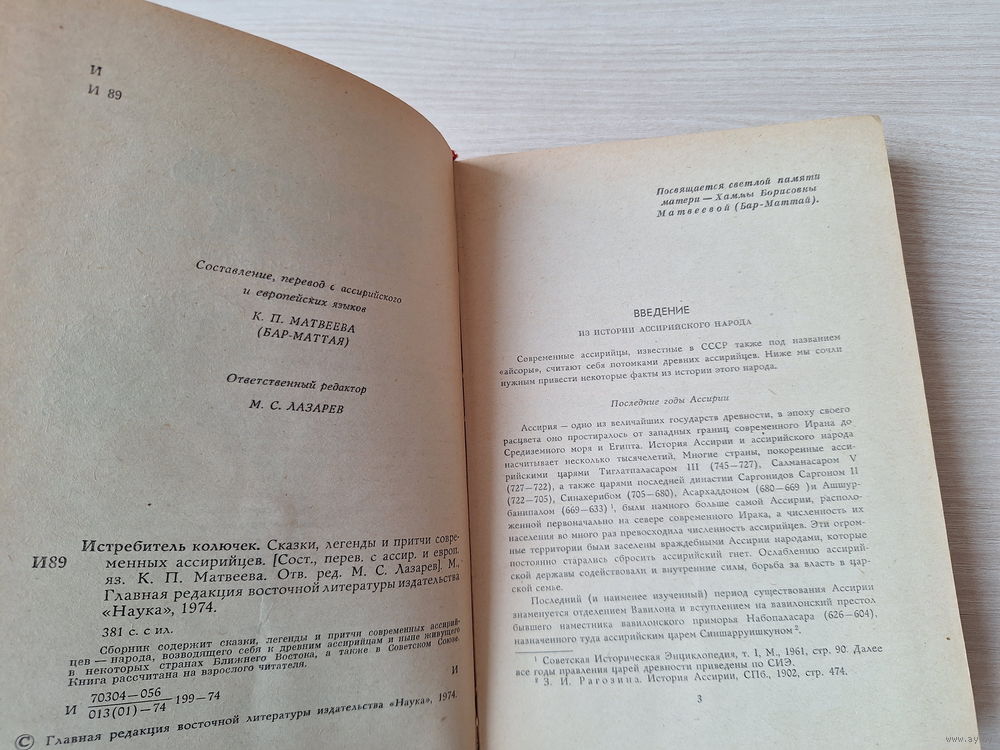 И
И 89
Составление, перевод с ассирийского
и европейских языков
К. П. МАТВЕЕВА
(БАР-МАТТАЯ)
Ответственный редактор
М. С. ЛАЗАРЕВ
И89
Истребитель колючек. Сказки, легенды и притчи совре-
менных ассирийцев. [Сост., перев. с ассир. и европ.
яз. К. П. Матвеева. Отв. ред. М. С. Лазарев]. М.,
Главная редакция восточной литературы издательства
«Наука», 1974.
381 с. с ил.
Сборник содержит сказки, легенды и притчи современных ассирий-
цев — народа, возводящего себя к древним ассирийцам и ныне живущего
в некоторых странах Ближнего Востока, а также в Советском Союзе.
Книга рассчитана на взрослого читателя.
И
И 70304—056
013(01)—74 199—74
© Главная редакция восточной литературы издательства «Наука», 1974.
Посвящается светлой памяти
матери — Хаммы Борисовны
Матвеевой (Бар-Маттай).
ВВЕДЕНИЕ
ИЗ ИСТОРИИ АССИРИЙСКОГО НАРОДА
Современные ассирийцы, известные в СССР также под названием
«айсоры», считают себя потомками древних ассирийцев. Ниже мы сочли
нужным привести некоторые факты из истории этого народа.
Последние годы Ассирии
Ассирия — одно из величайших государств древности, в эпоху своего
расцвета оно простиралось от западных границ современного Ирана до
Средиземного моря и Египта. История Ассирии и ассирийского народа
насчитывает несколько тысячелетий. Многие страны, покоренные асси-
рийскими царями Тиглатпаласаром III (745—727), Салманасаром V
(727—722), а также царями последней династии Саргонидов Саргоном II
(722—705), Синахерибом (705—680), Асархаддоном (680—669 )и Ашшур-
банипалом (669—633) ¹, были намного больше самой Ассирии, располо-
женной первоначально на севере современного Ирака, а численность их
населения во много раз превосходила численность ассирийцев. Эти огром-
ные территории были заселены враждебными Ассирии народами, которые
постоянно старались сбросить ассирийский гнет. Ослаблению ассирий-
ской державы содействовали и внутренние силы, борьба за власть в цар-
ской семье.
Последний (и наименее изученный) период существования Ассирии
знаменуется отделением Вавилона и вступлением на вавилонский престол
бывшего наместника вавилонского приморья Набопаласара (626—604),
назначенного туда ассирийским царем Синшарруишкуном ².
¹ Советская Историческая Энциклопедия, т. I, М., 1961, стр. 90. Далее
все годы правления царей древности приведены по СИЭ.
² З. И. Рагозина. История Ассирии, СПб., 1902, стр. 474.
3